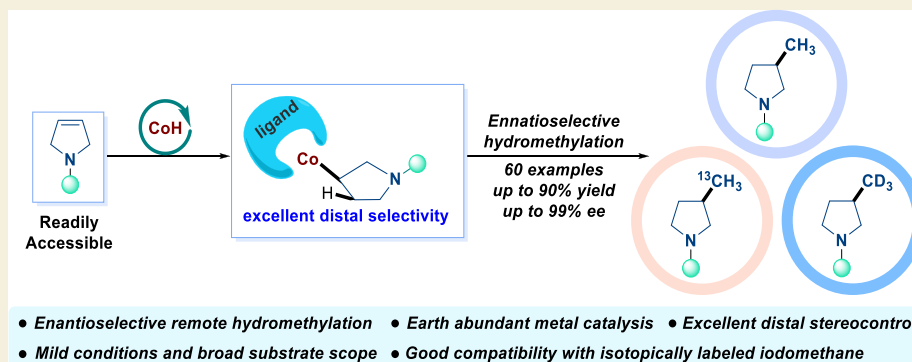 CoH
N
Readily
Accessible
ligand
Co
H
N
excellent distal selectivity
Ennatioselective
hydromethylation
60 examples
up to 90% yield
up to 99% ee
CH3
N
13CH3
N
CD3
N
● Enantioselective remote hydromethylation ● Earth abundant metal catalysis ● Excellent distal stereocontro
● Mild conditions and broad substrate scope ● Good compatibility with isotopically labeled iodomethane